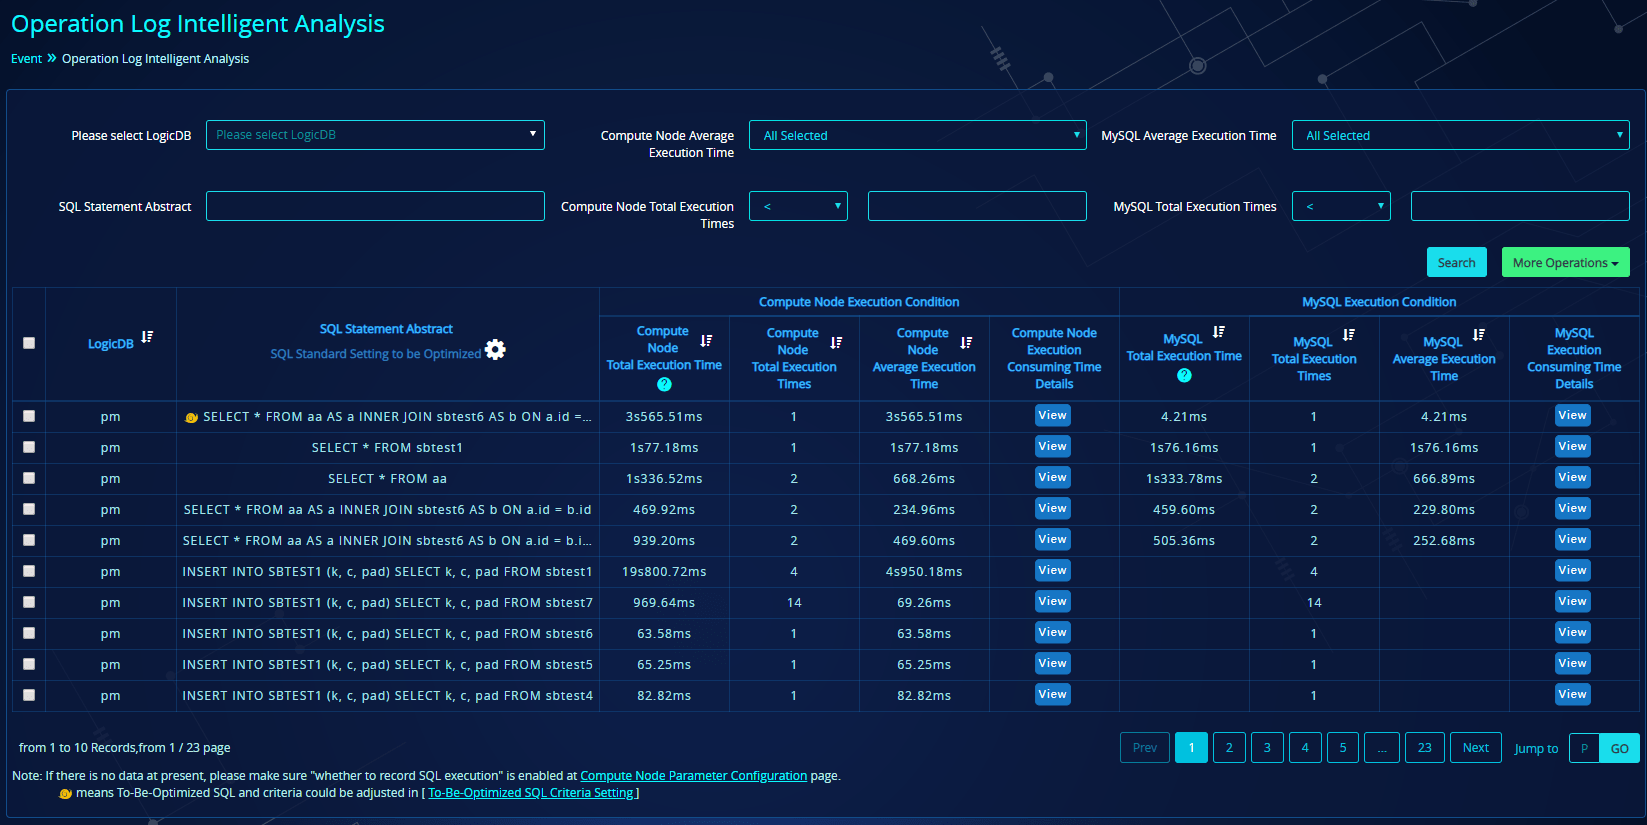 Operation Log Intelligent Analysis
Event » Operation Log Intelligent Analysis
Please select LogicDB
Please select LogicDB
Compute Node Average
Execution Time
All Selected
MySQL Average Execution Time
All Selected
SQL Statement Abstract
Compute Node Total Execution
Times
<
MySQL Total Execution Times
<
Search
More Operations
LogicDB
SQL Statement Abstract
SQL Standard Setting to be Optimized
Compute Node Execution Condition
MySQL Execution Condition
Compute
Node
Total Execution Time
?
Compute
Node
Total Execution
Times
Compute
Node
Average Execution
Time
Compute Node
Execution
Consuming Time
Details
MySQL
Total Execution Time
?
MySQL
Total Execution
Times
MySQL
Average Execution
Time
MySQL
Execution
Consuming Time
Details
pm SELECT * FROM aa AS a INNER JOIN sbtest6 AS b ON a.id =... 3s565.51ms 1 3s565.51ms View 4.21ms 1 4.21ms View
pm SELECT * FROM sbtest1 1s77.18ms 1 1s77.18ms View 1s76.16ms 1 1s76.16ms View
pm SELECT * FROM aa 1s336.52ms 2 668.26ms View 1s333.78ms 2 666.89ms View
pm SELECT * FROM aa AS a INNER JOIN sbtest6 AS b ON a.id = b.id 469.92ms 2 234.96ms View 459.60ms 2 229.80ms View
pm SELECT * FROM aa AS a INNER JOIN sbtest6 AS b ON a.id = b.i... 939.20ms 2 469.60ms View 505.36ms 2 252.68ms View
pm INSERT INTO SBTEST1 (k, c, pad) SELECT k, c, pad FROM sbtest1 19s800.72ms 4 4s950.18ms View 4 View
pm INSERT INTO SBTEST1 (k, c, pad) SELECT k, c, pad FROM sbtest7 969.64ms 14 69.26ms View 14 View
pm INSERT INTO SBTEST1 (k, c, pad) SELECT k, c, pad FROM sbtest6 63.58ms 1 63.58ms View 1 View
pm INSERT INTO SBTEST1 (k, c, pad) SELECT k, c, pad FROM sbtest5 65.25ms 1 65.25ms View 1 View
pm INSERT INTO SBTEST1 (k, c, pad) SELECT k, c, pad FROM sbtest4 82.82ms 1 82.82ms View 1 View
from 1 to 10 Records,from 1 / 23 page
Prev 1 2 3 4 5 ... 23 Next Jump to P GO
Note: If there is no data at present, please make sure "whether to record SQL execution" is enabled at Compute Node Parameter Configuration page.
means To-Be-Optimized SQL and criteria could be adjusted in [ To-Be-Optimized SQL Criteria Setting ]